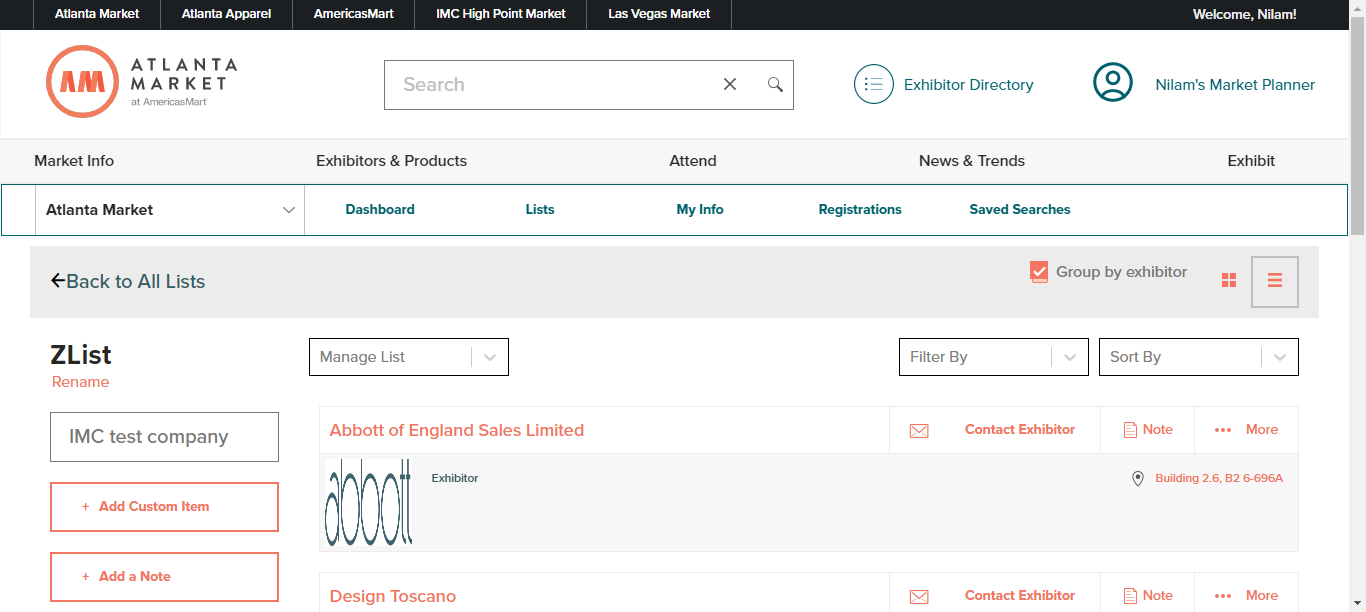 Atlanta Market Atlanta Apparel AmericasMart IMC High Point Market Las Vegas Market Welcome, Nilam!
AM ATLANTA
MARKET
at AmericasMart
Search
Exhibitor Directory
Nilam's Market Planner
Market Info Exhibitors & Products Attend News & Trends Exhibit
Atlanta Market Dashboard Lists My Info Registrations Saved Searches
Back to All Lists Group by exhibitor
ZList
Rename
Manage List Filter By Sort By
IMC test company
+ Add Custom Item
+ Add a Note
Abbott of England Sales Limited Contact Exhibitor Note More
abbott Exhibitor Building 2.6, B2 6-696A
Design Toscano Contact Exhibitor Note More